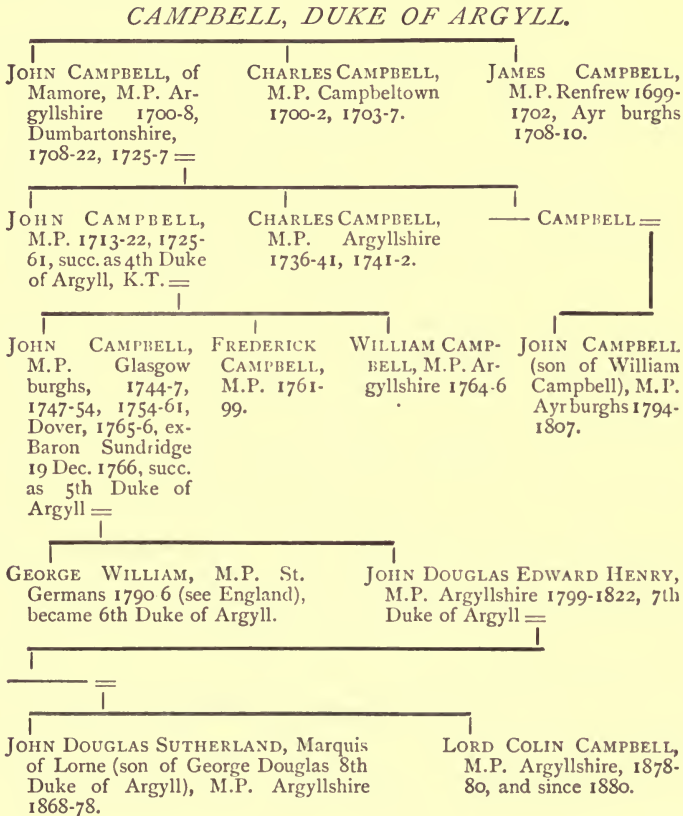 CAMPBELL, DUKE OF ARGYLL.
JOHN CAMPBELL, of
Mamore, M.P. Ar-
gyllshire 1700-8,
Dumbartonshire,
1708-22, 1725-7 =
CHARLES CAMPBELL,
M.P. Campbeltown
1700-2, 1703-7.
JAMES CAMPBELL,
M.P. Renfrew 1699-
1702, Ayr burghs
1708-10.
JOHN CAMPBELL,
M.P. 1713-22, 1725-
61, succ. as 4th Duke
of Argyll, K.T. =
CHARLES CAMPBELL,
M.P. Argyllshire
1736-41, 1741-2.
—— CAMPBELL =
JOHN CAMPBELL,
M.P. Glasgow
burghs, 1744-7,
1747-54, 1754-61,
Dover, 1765-6, ex-
Baron Sundridge
19 Dec. 1766, succ.
as 5th Duke of
Argyll =
FREDERICK
CAMPBELL,
M.P. 1761-
99.
WILLIAM CAMP-
BELL, M.P. Ar-
gyllshire 1764-6
JOHN CAMPBELL
(son of William
Campbell), M.P.
Ayr burghs 1794-
1807.
GEORGE WILLIAM, M.P. St.
Germans 1790 6 (see England),
became 6th Duke of Argyll.
JOHN DOUGLAS EDWARD HENRY,
M.P. Argyllshire 1799-1822, 7th
Duke of Argyll =
—— =
JOHN DOUGLAS SUTHERLAND, Marquis
of Lorne (son of George Douglas 8th
Duke of Argyll), M.P. Argyllshire
1868-78.
LORD COLIN CAMPBELL,
M.P. Argyllshire, 1878-
80, and since 1880.